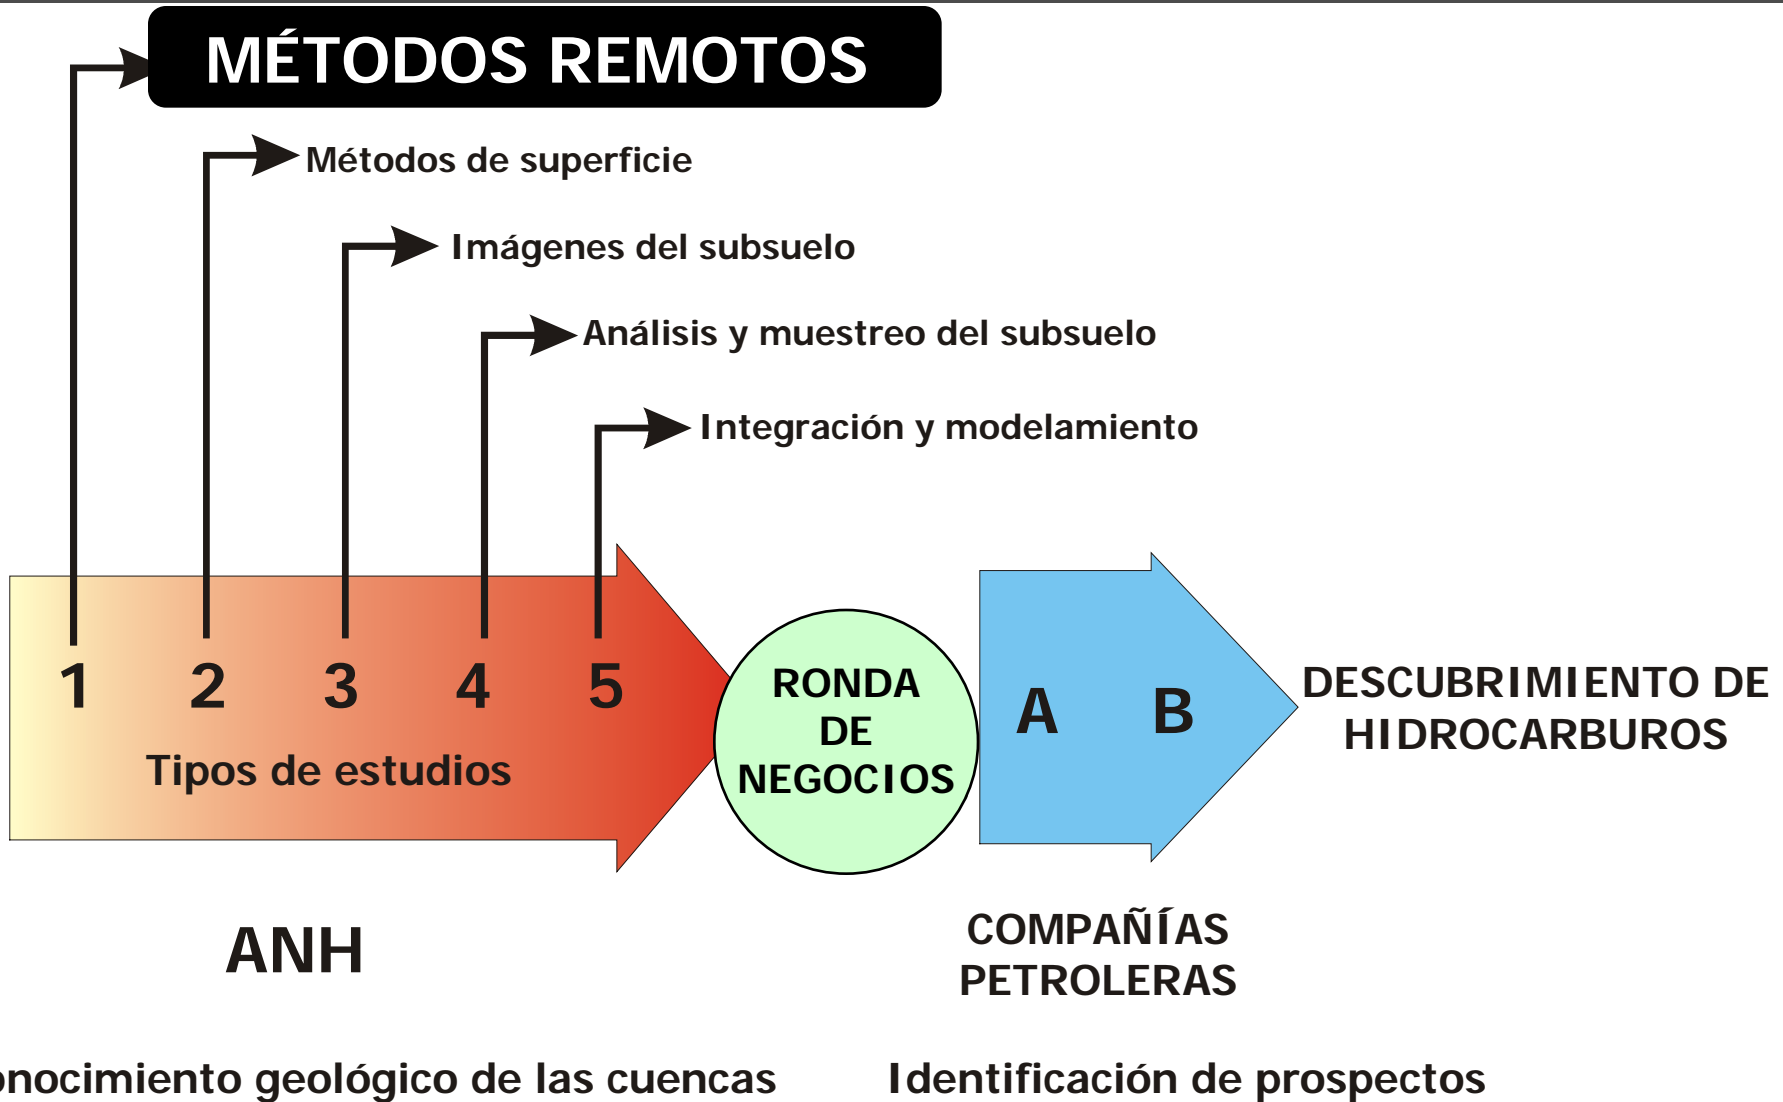 MÉTODOS REMOTOS
Métodos de superficie
Imágenes del subsuelo
Análisis y muestreo del subsuelo
Integración y modelamiento
1 2 3 4 5
Tipos de estudios
RONDA
DE
NEGOCIOS
A B
DESCUBRIMIENTO DE
HIDROCARBUROS
ANH
COMPAÑÍAS
PETROLERAS
onocimiento geológico de las cuencas
Identificación de prospectos